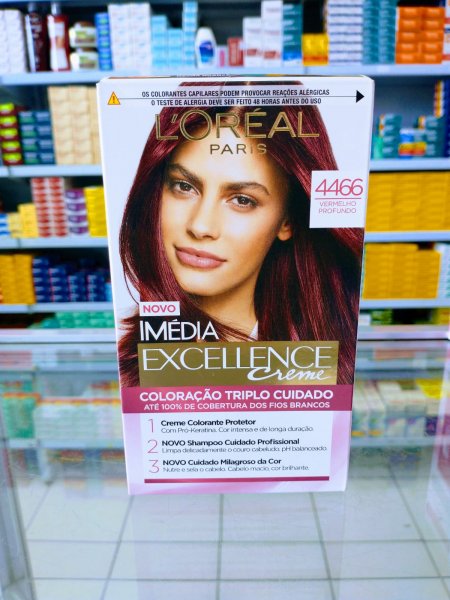 OS COLORANTES CAPILARES PODEM PROVOCAR REAÇÕES ALÉRGICAS
O TESTE DE ALERGIA DEVE SER FEITO 48 HORAS ANTES DO USO
L'ORÉAL
PARIS
4466
VERMELHO
PROFUNDO
NOVO
IMÉDIA
EXCELLENCE
Creme
COLORAÇÃO TRIPLO CUIDADO
ATÉ 100% DE COBERTURA DOS FIOS BRANCOS
1 Creme Colorante Protetor
Com Pró-Keratina. Cor intensa e de longa duração.
2 NOVO Shampoo Cuidado Profissional
Limpa delicadamente o couro cabeludo, pH balanceado.
3 NOVO Cuidado Milagroso da Cor
Nutre e sela o cabelo. Cabelo macio, cor brilhante.